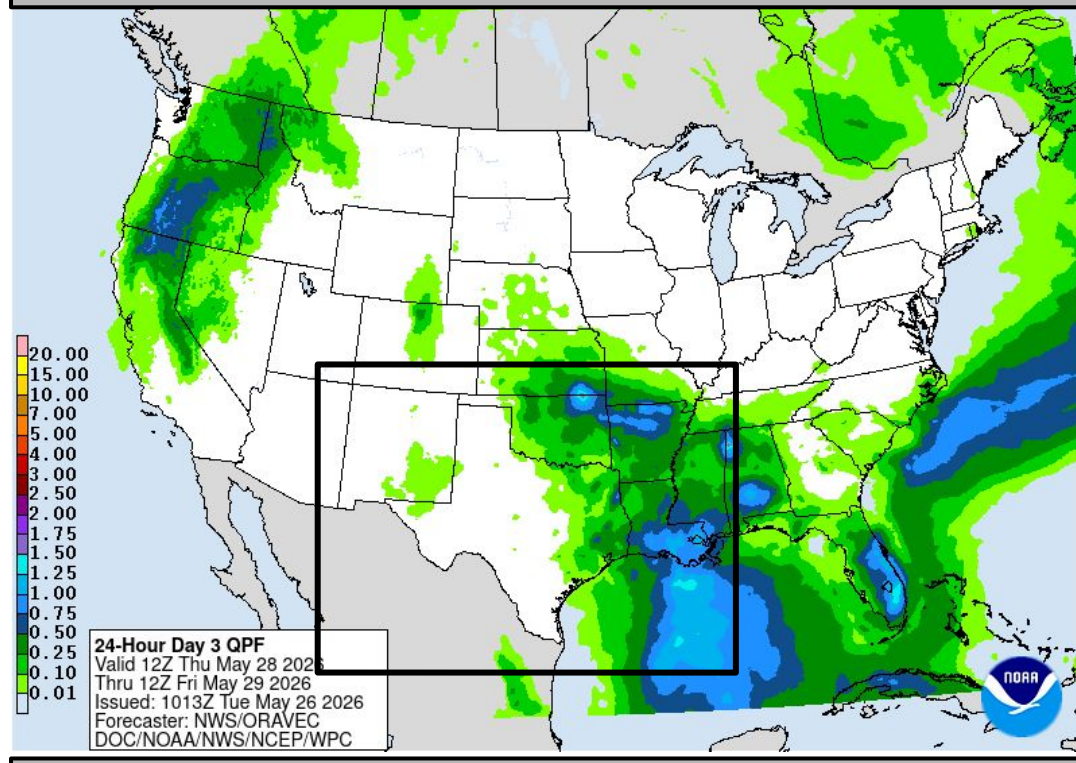 20.00
15.00
10.00
7.00
5.00
4.00
3.00
2.50
2.00
1.75
1.50
1.25
1.00
0.75
0.50
0.25
0.10
0.01
24-Hour Day 3 QPF
Valid 12Z Thu May 28 2026
Thru 12Z Fri May 29 2026
Issued: 1013Z Tue May 26 2026
Forecaster: NWS/ORAVEC
DOC/NOAA/NWS/NCEP/WPC
NOAA